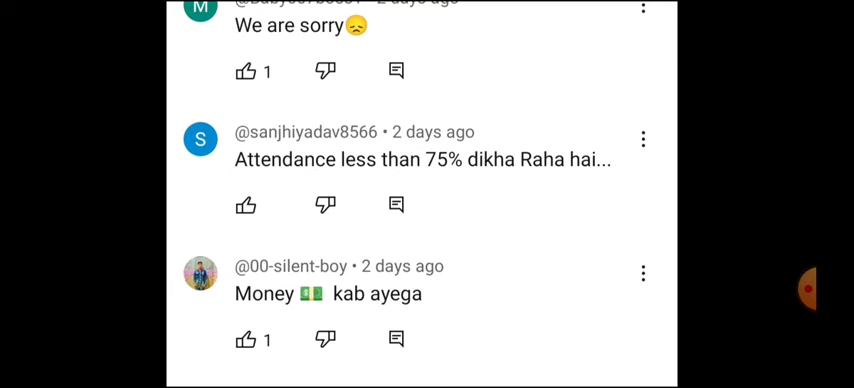 M
We are sorry😞
1
@sanjhiyadav8566 • 2 days ago
S
Attendance less than 75% dikha Raha hai...
@00-silent-boy • 2 days ago
Money 💵 kab ayega
1